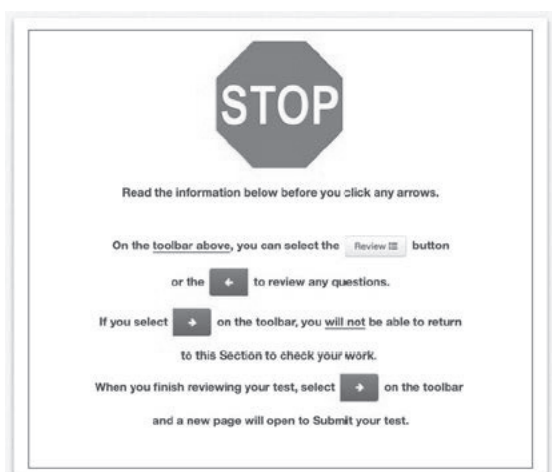 STOP
Read the information below before you click any arrows.
On the toolbar above, you can select the Review button
or the ← to review any questions.
If you select → on the toolbar, you will not be able to return
to this Section to check your work.
When you finish reviewing your test, select → on the toolbar
and a new page will open to Submit your test.